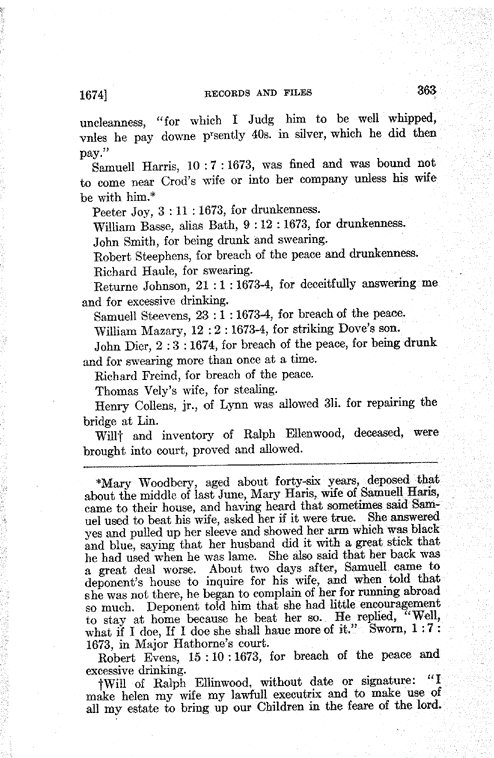 1674] RECORDS AND FILES 363
uncleanness, "for which I Judg him to be well whipped,
vnles he pay downe pʳsently 40s. in silver, which he did then
pay."
Samuell Harris, 10 : 7 : 1673, was fined and was bound not
to come near Crod's wife or into her company unless his wife
be with him.*
Peeter Joy, 3 : 11 : 1673, for drunkenness.
William Basse, alias Bath, 9 : 12 : 1673, for drunkenness.
John Smith, for being drunk and swearing.
Robert Steephens, for breach of the peace and drunkenness.
Richard Haule, for swearing.
Returne Johnson, 21 : 1 : 1673-4, for deceitfully answering me
and for excessive drinking.
Samuell Steevens, 23 : 1 : 1673-4, for breach of the peace.
William Mazary, 12 : 2 : 1673-4, for striking Dove's son.
John Dier, 2 : 3 : 1674, for breach of the peace, for being drunk
and for swearing more than once at a time.
Richard Freind, for breach of the peace.
Thomas Vely's wife, for stealing.
Henry Collens, jr., of Lynn was allowed 3li. for repairing the
bridge at Lin.
Will† and inventory of Ralph Ellenwood, deceased, were
brought into court, proved and allowed.
*Mary Woodbery, aged about forty-six years, deposed that
about the middle of last June, Mary Haris, wife of Samuell Haris,
came to their house, and having heard that sometimes said Sam-
uel used to beat his wife, asked her if it were true. She answered
yes and pulled up her sleeve and showed her arm which was black
and blue, saying that her husband did it with a great stick that
he had used when he was lame. She also said that her back was
a great deal worse. About two days after, Samuell came to
deponent's house to inquire for his wife, and when told that
she was not there, he began to complain of her for running abroad
so much. Deponent told him that she had little encouragement
to stay at home because he beat her so. He replied, "Well,
what if I doe, If I doe she shall haue more of it." Sworn, 1 : 7 :
1673, in Major Hathorne's court.
Robert Evens, 15 : 10 : 1673, for breach of the peace and
excessive drinking.
†Will of Ralph Ellinwood, without date or signature: "I
make helen my wife my lawfull executrix and to make use of
all my estate to bring up our Children in the feare of the lord.